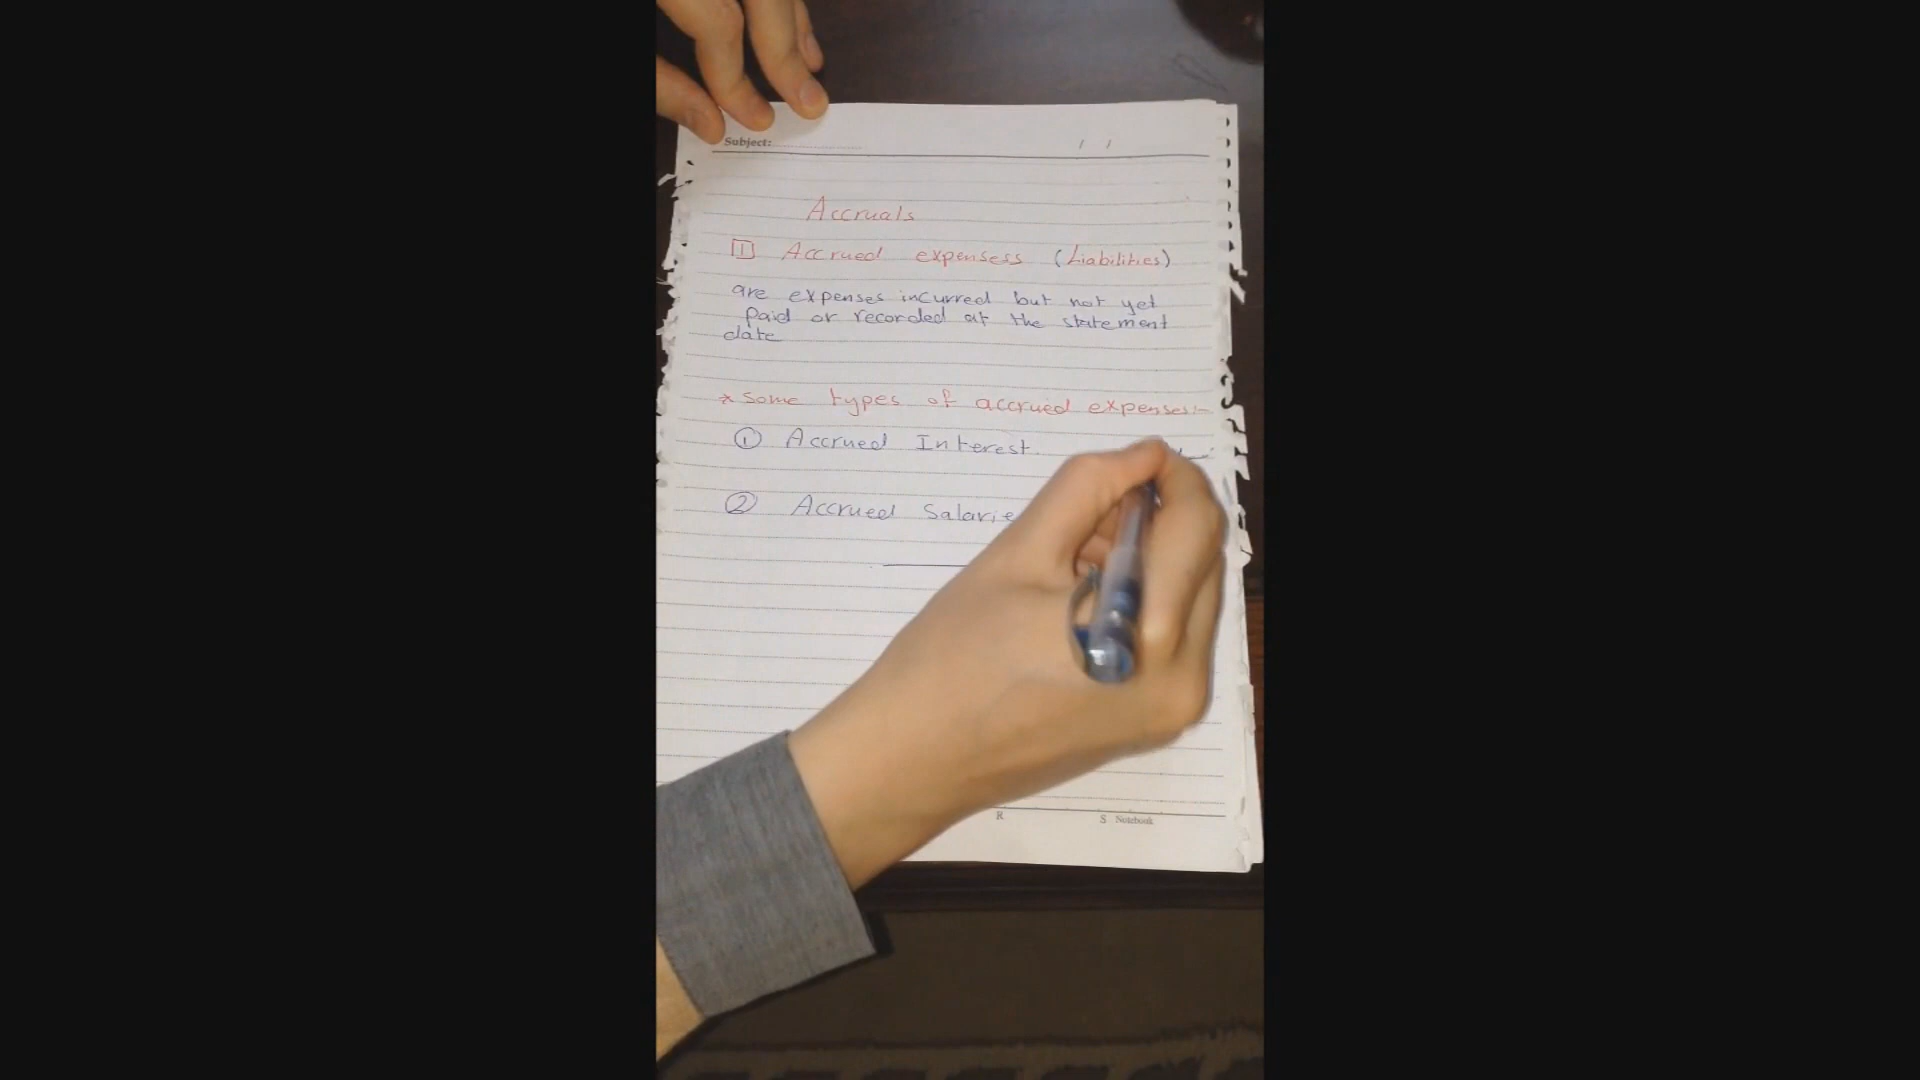 Subject:
Accruals
1 Accrued expensess (Liabilities)
are expenses incurred but not yet
Paid or recorded at the statement
date
* Some types of accrued expenses:-
1 Accrued Interest.
2 Accrued Salarie
R S Notebook